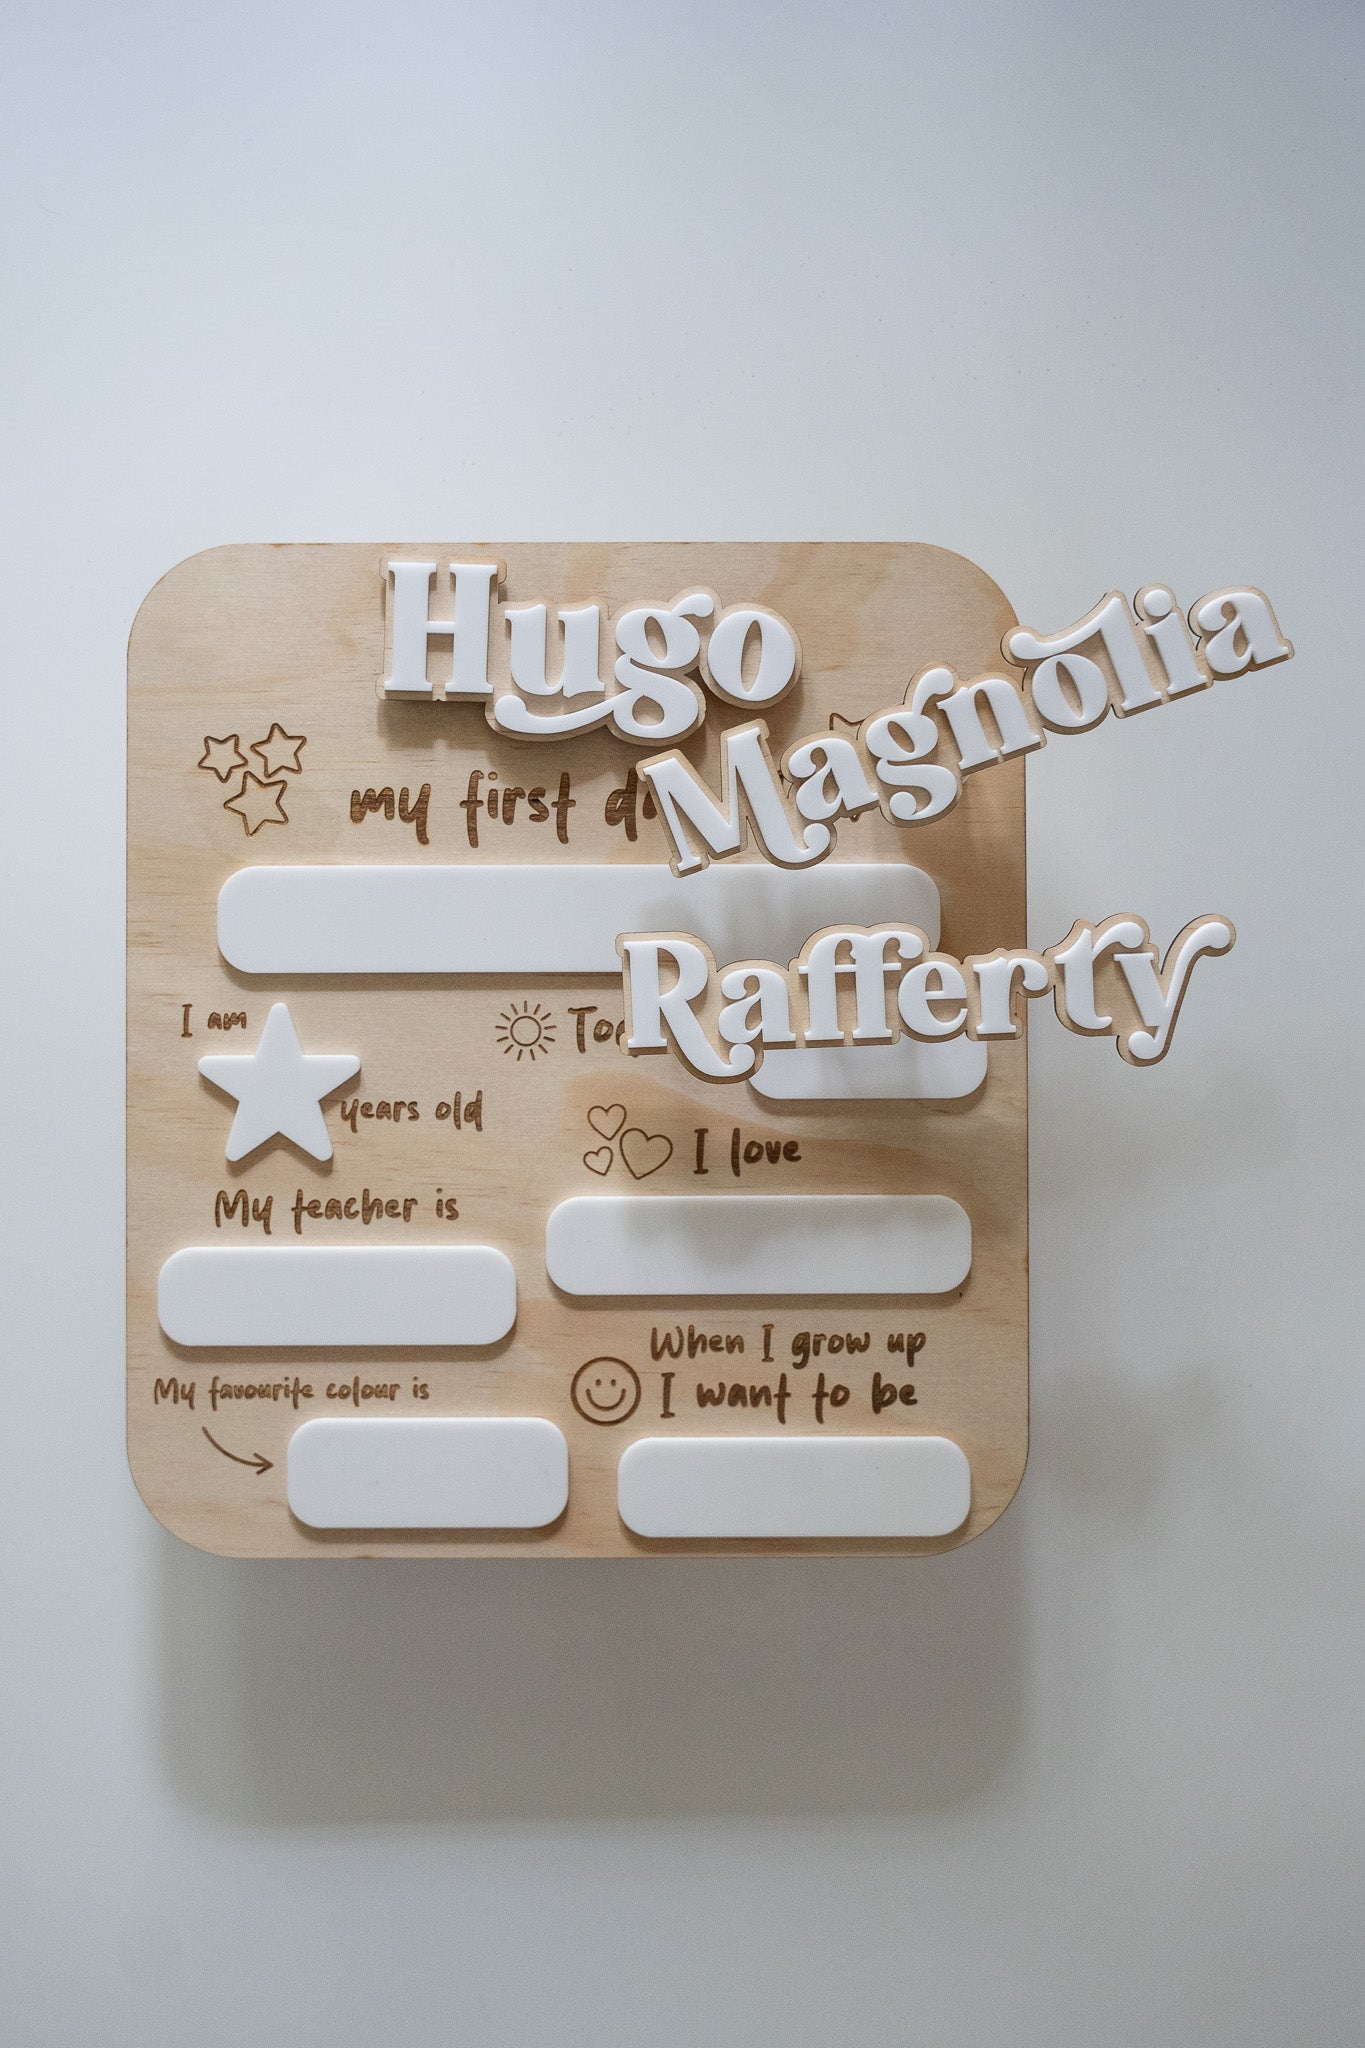 Hugo
Magnolia
my first
Rafferty
I am
years old
I love
My teacher is
When I grow up
I want to be
My favourite colour is